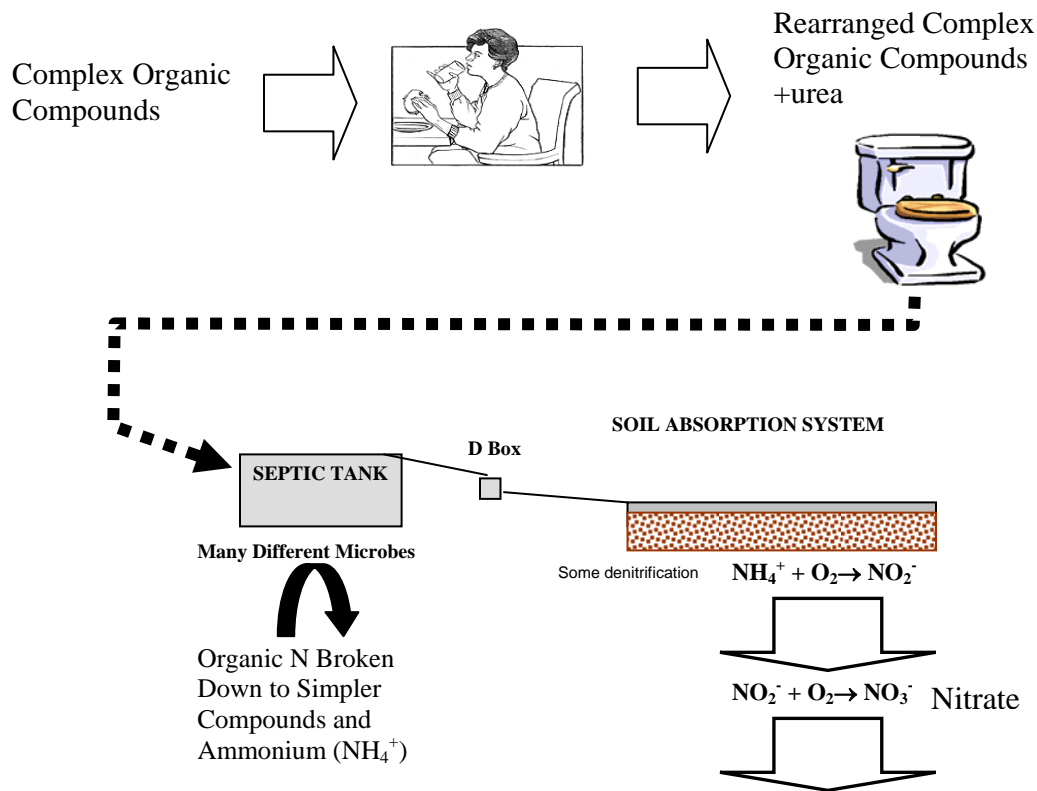 Complex Organic
Compounds
Rearranged Complex
Organic Compounds
+urea
SOIL ABSORPTION SYSTEM
D Box
SEPTIC TANK
Many Different Microbes
Some denitrification
NH₄⁺ + O₂→ NO₂⁻
Organic N Broken
Down to Simpler
Compounds and
Ammonium (NH₄⁺)
NO₂⁻ + O₂→ NO₃⁻ Nitrate